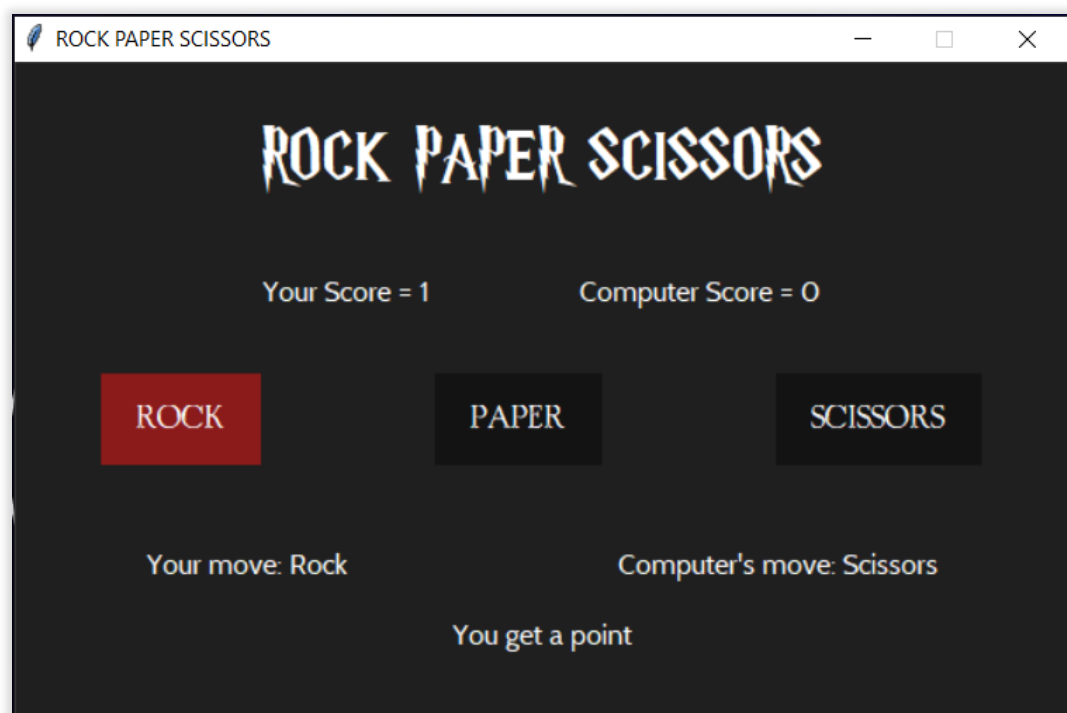 ROCK PAPER SCISSORS
ROCK PAPER SCISSORS
Your Score = 1 Computer Score = 0
ROCK PAPER SCISSORS
Your move: Rock Computer's move: Scissors
You get a point